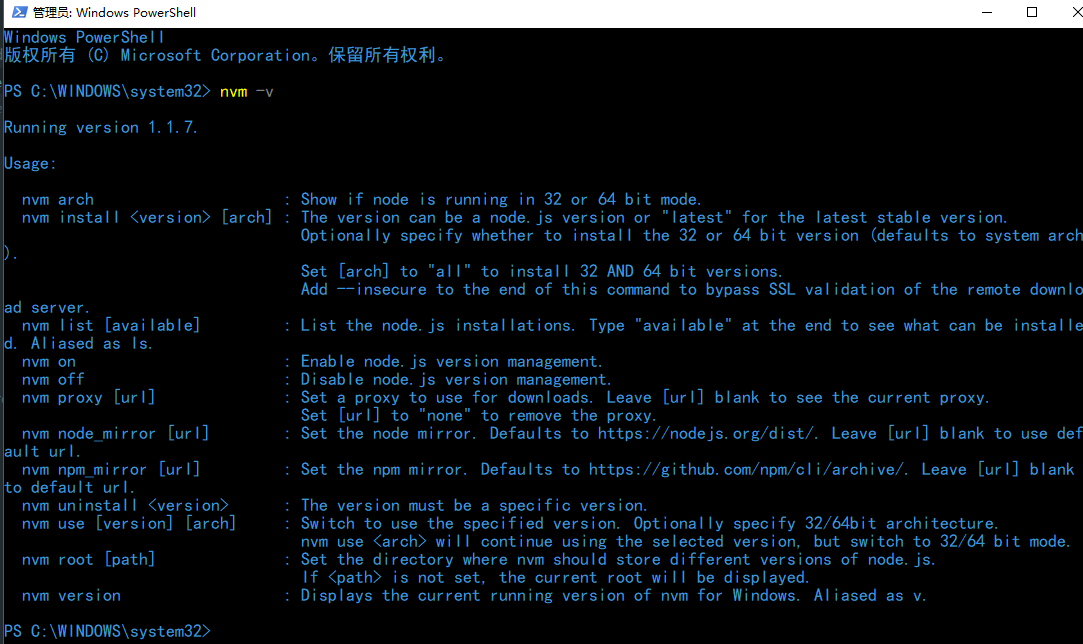 管理员: Windows PowerShell
Windows PowerShell
版权所有 (C) Microsoft Corporation。保留所有权利。
PS C:\WINDOWS\system32> nvm -v
Running version 1.1.7.
Usage:
nvm arch : Show if node is running in 32 or 64 bit mode.
nvm install <version> [arch] : The version can be a node.js version or "latest" for the latest stable version.
Optionally specify whether to install the 32 or 64 bit version (defaults to system arch
).
Set [arch] to "all" to install 32 AND 64 bit versions.
Add --insecure to the end of this command to bypass SSL validation of the remote downlo
ad server.
nvm list [available] : List the node.js installations. Type "available" at the end to see what can be installe
d. Aliased as ls.
nvm on : Enable node.js version management.
nvm off : Disable node.js version management.
nvm proxy [url] : Set a proxy to use for downloads. Leave [url] blank to see the current proxy.
Set [url] to "none" to remove the proxy.
nvm node_mirror [url] : Set the node mirror. Defaults to https://nodejs.org/dist/. Leave [url] blank to use def
ault url.
nvm npm_mirror [url] : Set the npm mirror. Defaults to https://github.com/npm/cli/archive/. Leave [url] blank
to default url.
nvm uninstall <version> : The version must be a specific version.
nvm use [version] [arch] : Switch to use the specified version. Optionally specify 32/64bit architecture.
nvm use <arch> will continue using the selected version, but switch to 32/64 bit mode.
nvm root [path] : Set the directory where nvm should store different versions of node.js.
If <path> is not set, the current root will be displayed.
nvm version : Displays the current running version of nvm for Windows. Aliased as v.
PS C:\WINDOWS\system32>